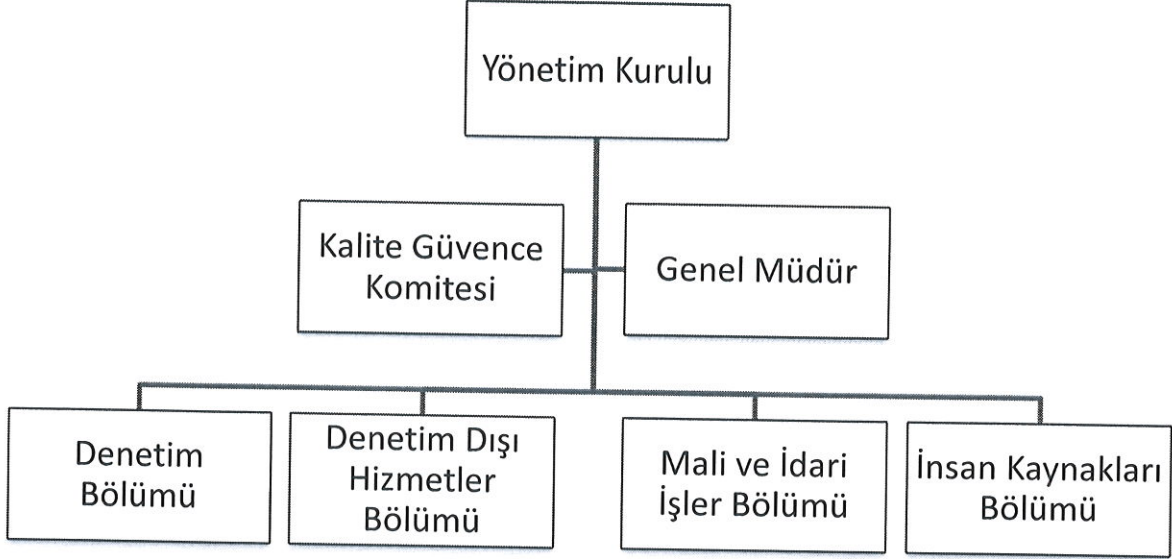 Yönetim Kurulu
Kalite Güvence
Komitesi
Genel Müdür
Denetim
Bölümü
Denetim Dışı
Hizmetler
Bölümü
Mali ve İdari
İşler Bölümü
İnsan Kaynakları
Bölümü